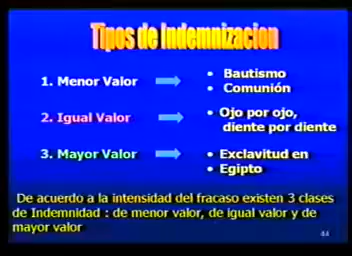 Tipos de Indemnizacion
1. Menor Valor
• Bautismo
• Comunión
2. Igual Valor
• Ojo por ojo,
diente por diente
3. Mayor Valor
• Exclavitud en
• Egipto
De acuerdo a la intensidad del fracaso existen 3 clases
de Indemnidad : de menor valor, de igual valor y de
mayor valor
44